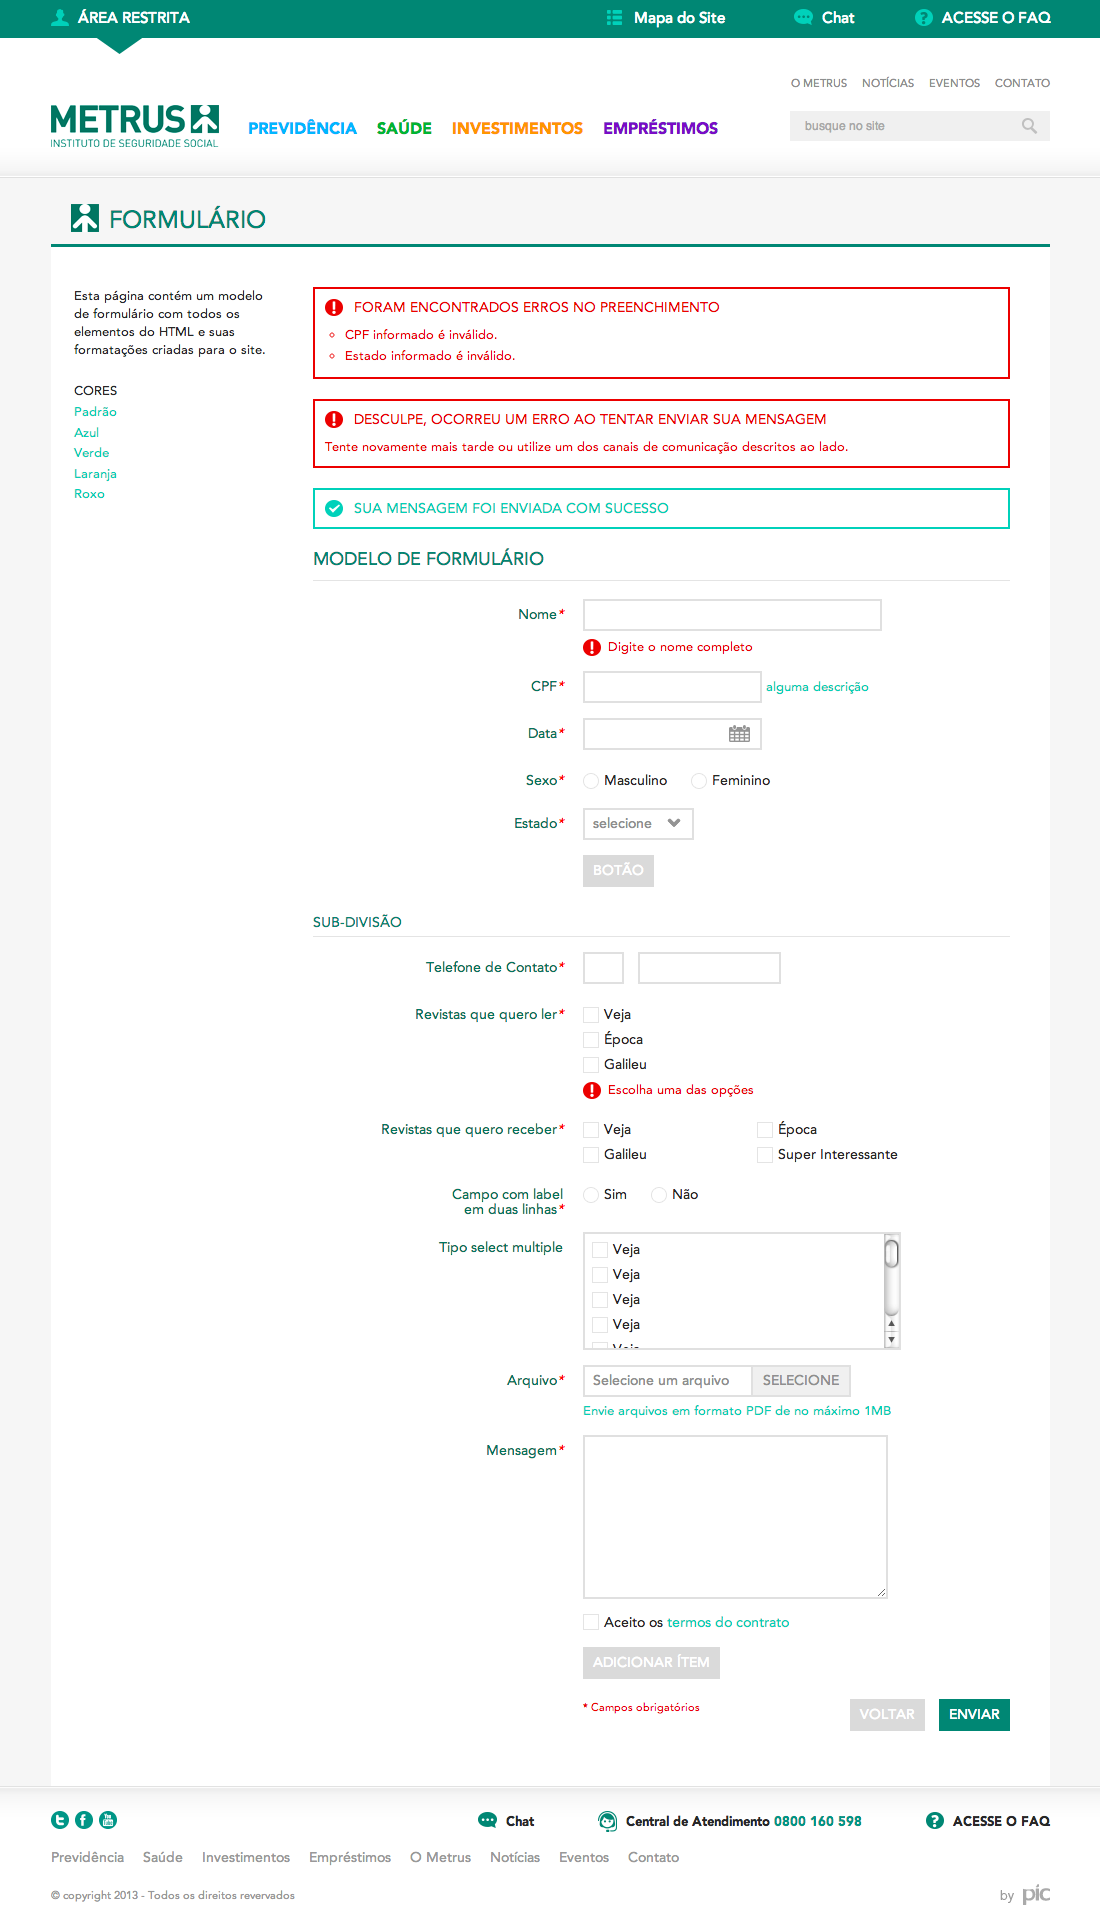 ÁREA RESTRITA
Mapa do Site
Chat
ACESSE O FAQ
O METRUS NOTÍCIAS EVENTOS CONTATO
METRUS
INSTITUTO DE SEGURIDADE SOCIAL
PREVIDÊNCIA SAÚDE INVESTIMENTOS EMPRÉSTIMOS
busque no site
FORMULÁRIO
Esta página contém um modelo
de formulário com todos os
elementos do HTML e suas
formatações criadas para o site.
CORES
Padrão
Azul
Verde
Laranja
Roxo
FORAM ENCONTRADOS ERROS NO PREENCHIMENTO
CPF informado é inválido.
Estado informado é inválido.
DESCULPE, OCORREU UM ERRO AO TENTAR ENVIAR SUA MENSAGEM
Tente novamente mais tarde ou utilize um dos canais de comunicação descritos ao lado.
SUA MENSAGEM FOI ENVIADA COM SUCESSO
MODELO DE FORMULÁRIO
Nome*
Digite o nome completo
CPF* alguma descrição
Data*
Sexo* Masculino Feminino
Estado* selecione
BOTÃO
SUB-DIVISÃO
Telefone de Contato*
Revistas que quero ler* Veja
Época
Galileu
Escolha uma das opções
Revistas que quero receber* Veja Época
Galileu Super Interessante
Campo com label
em duas linhas*
Sim Não
Tipo select multiple
Veja
Veja
Veja
Veja
Veja
Arquivo* Selecione um arquivo SELECIONE
Envie arquivos em formato PDF de no máximo 1MB
Mensagem*
Aceito os termos do contrato
ADICIONAR ÍTEM
* Campos obrigatórios
VOLTAR ENVIAR
Chat
Central de Atendimento 0800 160 598
ACESSE O FAQ
Previdência Saúde Investimentos Empréstimos O Metrus Notícias Eventos Contato
© copyright 2013 - Todos os direitos revervados
by pic